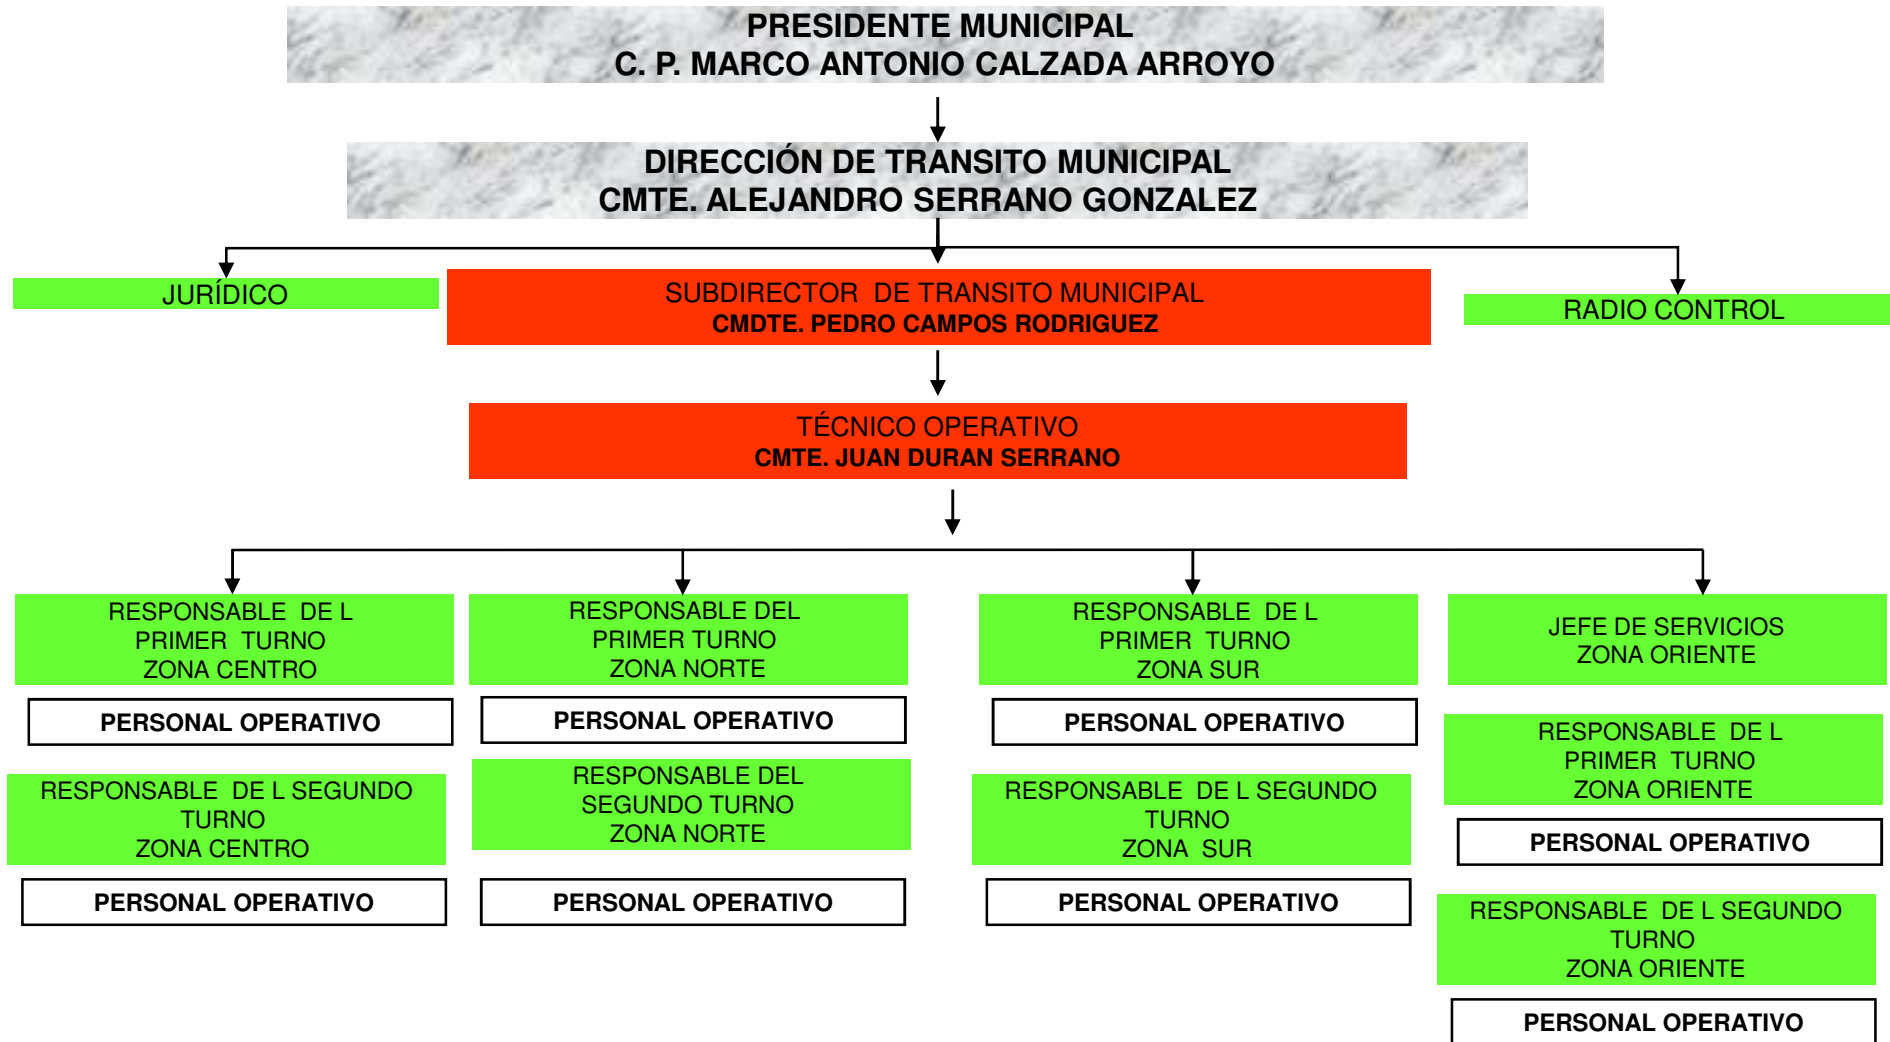 PRESIDENTE MUNICIPAL
C. P. MARCO ANTONIO CALZADA ARROYO
DIRECCIÓN DE TRANSITO MUNICIPAL
CMTE. ALEJANDRO SERRANO GONZALEZ
JURÍDICO
SUBDIRECTOR DE TRANSITO MUNICIPAL
CMDTE. PEDRO CAMPOS RODRIGUEZ
RADIO CONTROL
TÉCNICO OPERATIVO
CMTE. JUAN DURAN SERRANO
RESPONSABLE DE L
PRIMER TURNO
ZONA CENTRO
PERSONAL OPERATIVO
RESPONSABLE DE L SEGUNDO
TURNO
ZONA CENTRO
PERSONAL OPERATIVO
RESPONSABLE DEL
PRIMER TURNO
ZONA NORTE
PERSONAL OPERATIVO
RESPONSABLE DEL
SEGUNDO TURNO
ZONA NORTE
PERSONAL OPERATIVO
RESPONSABLE DE L
PRIMER TURNO
ZONA SUR
PERSONAL OPERATIVO
RESPONSABLE DE L SEGUNDO
TURNO
ZONA SUR
PERSONAL OPERATIVO
JEFE DE SERVICIOS
ZONA ORIENTE
RESPONSABLE DE L
PRIMER TURNO
ZONA ORIENTE
PERSONAL OPERATIVO
RESPONSABLE DE L SEGUNDO
TURNO
ZONA ORIENTE
PERSONAL OPERATIVO